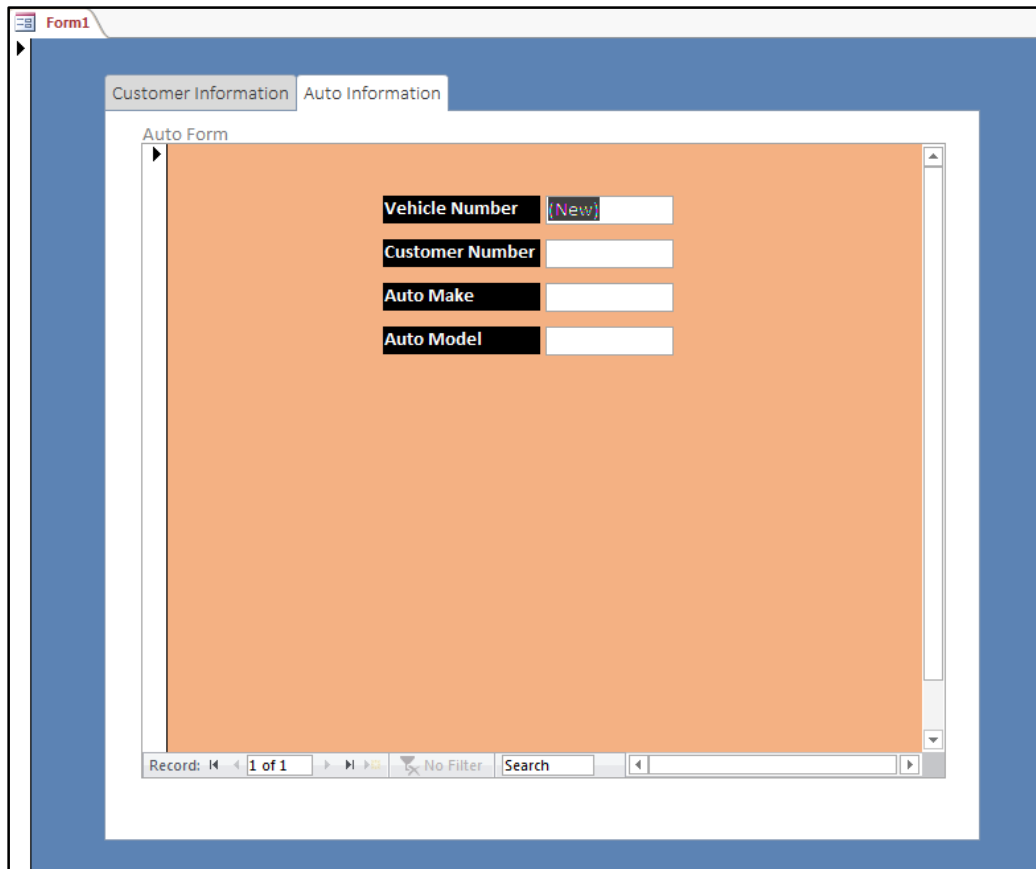 Form1
Customer Information Auto Information
Auto Form
Vehicle Number (New)
Customer Number
Auto Make
Auto Model
Record: 1 of 1 No Filter Search